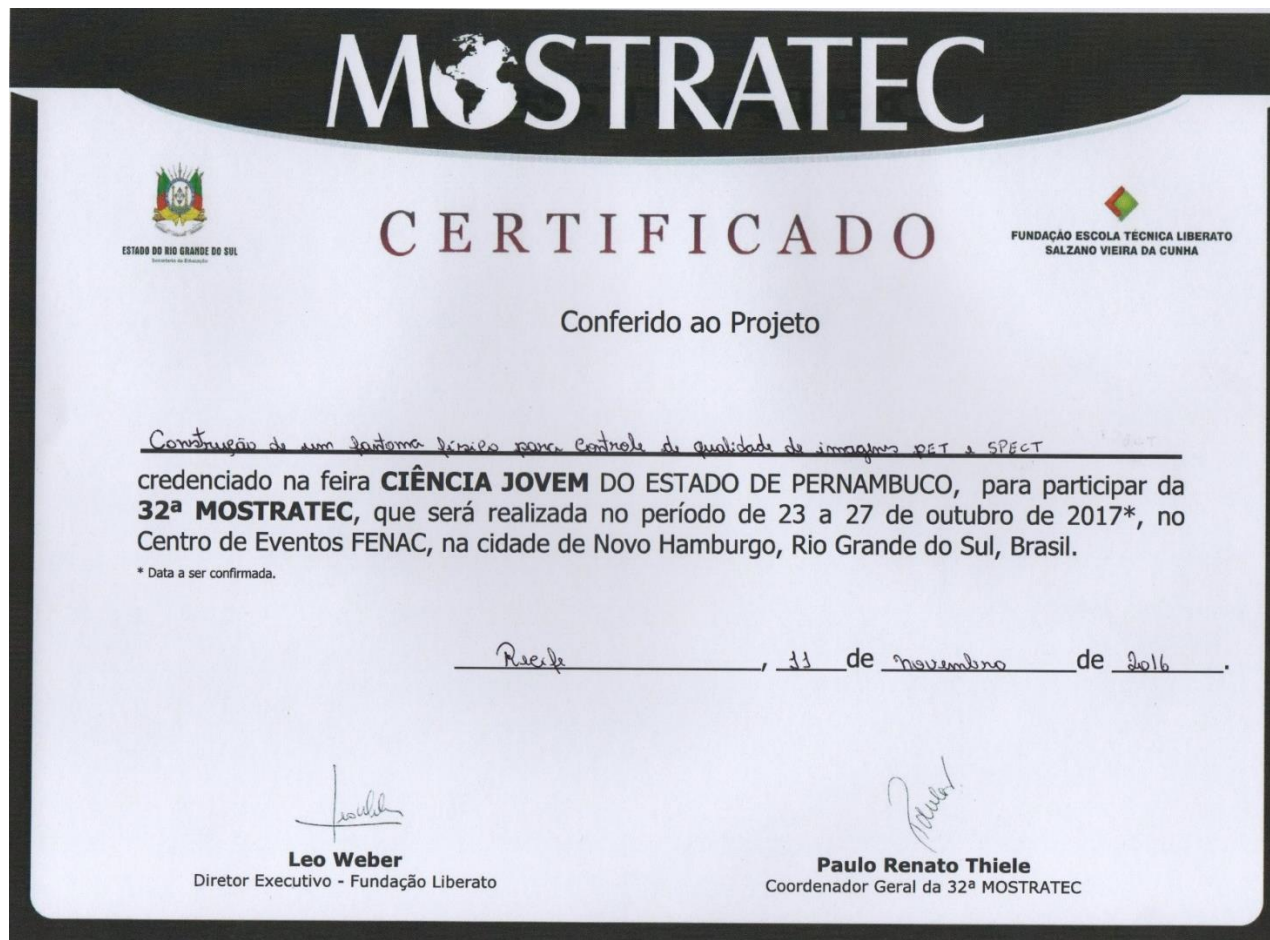 MOSTRATEC
ESTADO DO RIO GRANDE DO SUL
Secretaria da Educação
CERTIFICADO
FUNDAÇÃO ESCOLA TÉCNICA LIBERATO
SALZANO VIEIRA DA CUNHA
Conferido ao Projeto
Construção de um fantoma físico para controle de qualidade de imagens PET e SPECT
credenciado na feira CIÊNCIA JOVEM DO ESTADO DE PERNAMBUCO, para participar da
32ª MOSTRATEC, que será realizada no período de 23 a 27 de outubro de 2017*, no
Centro de Eventos FENAC, na cidade de Novo Hamburgo, Rio Grande do Sul, Brasil.
* Data a ser confirmada.
Recife, 11 de novembro de 2016.
Leo Weber
Diretor Executivo - Fundação Liberato
Paulo Renato Thiele
Coordenador Geral da 32ª MOSTRATEC